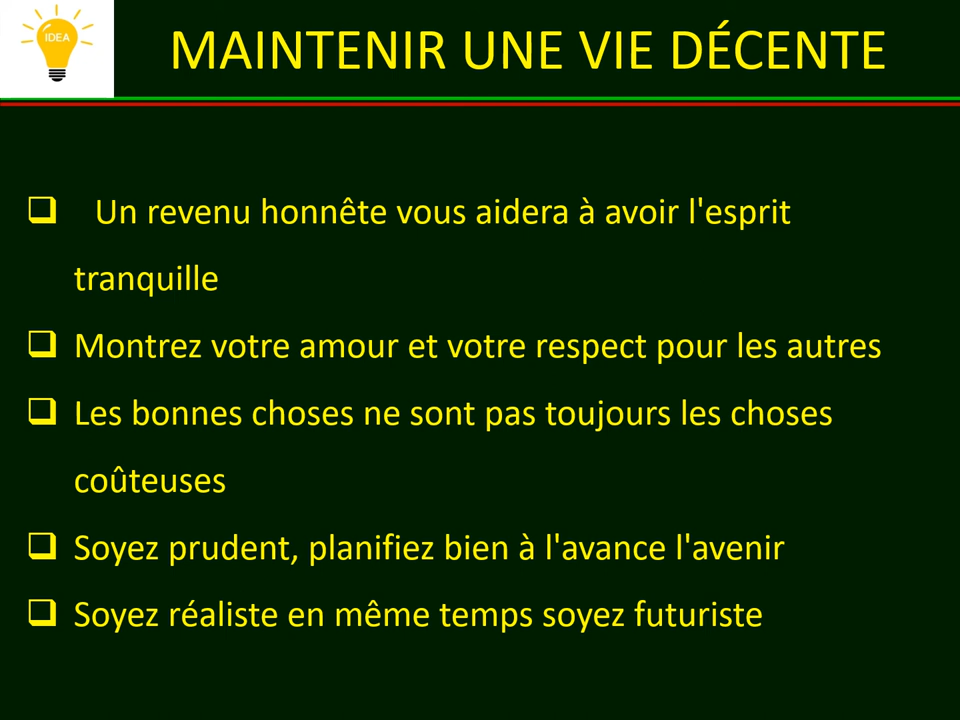 IDEA
MAINTENIR UNE VIE DÉCENTE
Un revenu honnête vous aidera à avoir l'esprit
tranquille
Montrez votre amour et votre respect pour les autres
Les bonnes choses ne sont pas toujours les choses
coûteuses
Soyez prudent, planifiez bien à l'avance l'avenir
Soyez réaliste en même temps soyez futuriste